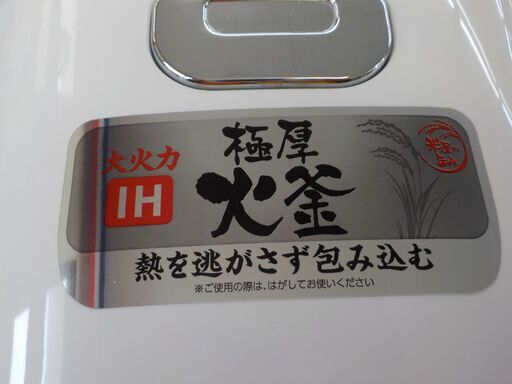 大火力
IH
極厚
火釜
熱を逃がさず包み込む
※ご使用の際は、はがしてお使いください